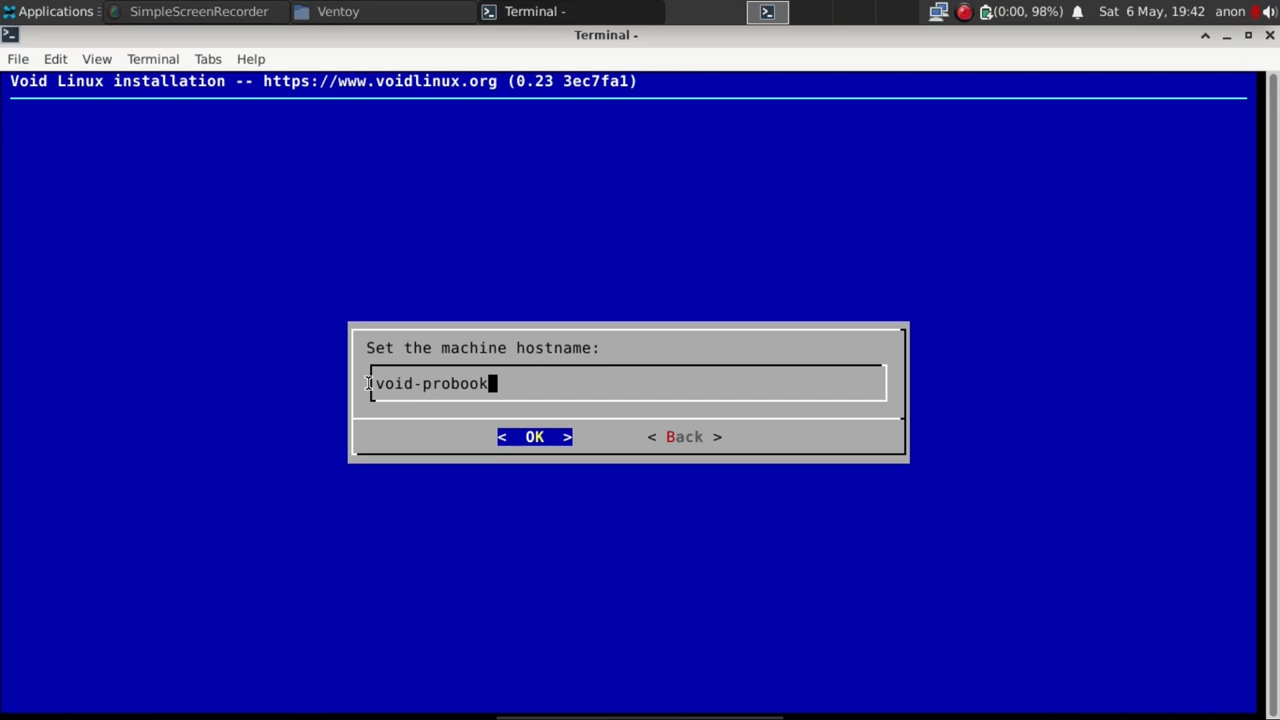 Applications SimpleScreenRecorder Ventoy Terminal - (0:00, 98%) Sat 6 May, 19:42 anon
Terminal -
File Edit View Terminal Tabs Help
Void Linux installation -- https://www.voidlinux.org (0.23 3ec7fa1)
Set the machine hostname:
void-probook
< OK > < Back >